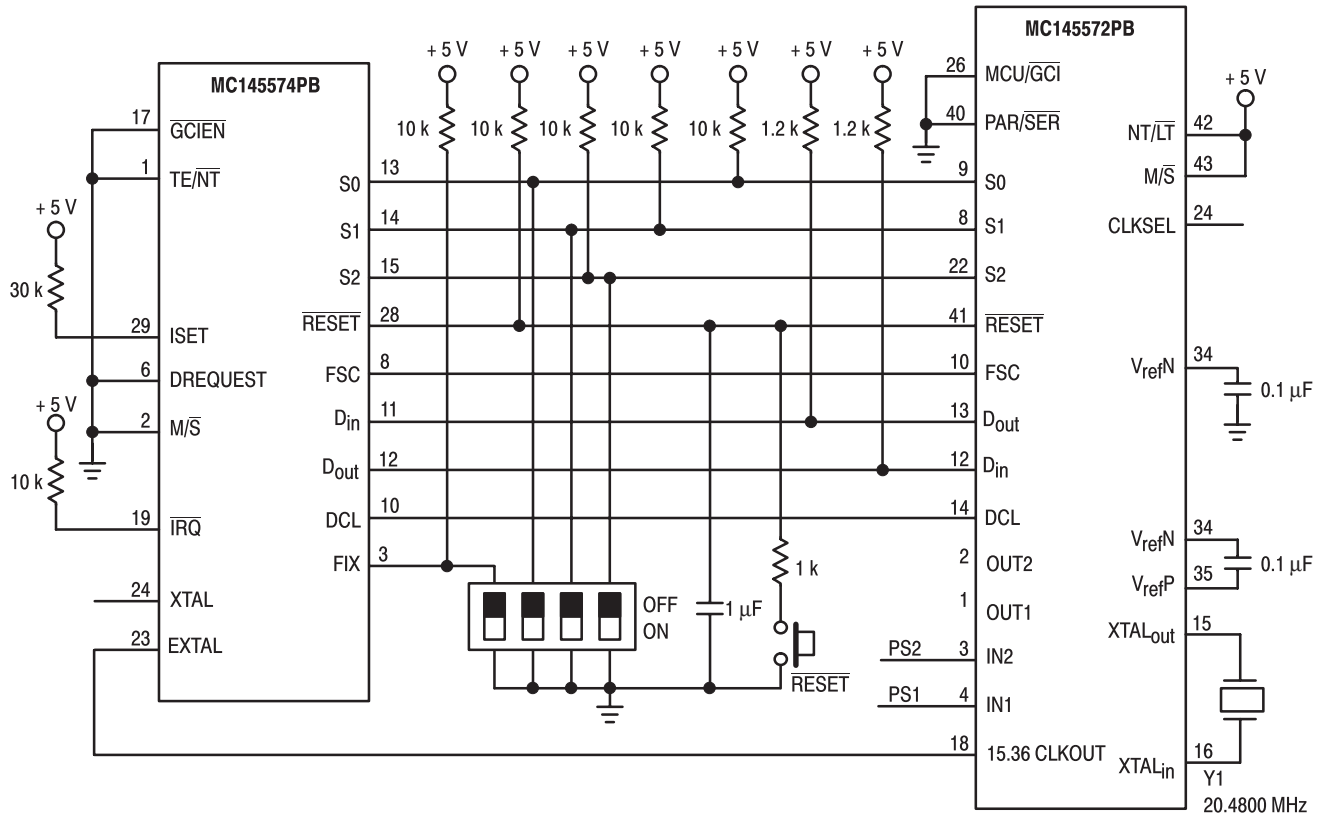 MC145574PB
17 GCIEN
1 TE/NT
+ 5 V
30 k
29 ISET
6 DREQUEST
2 M/S
+ 5 V
10 k
19 IRQ
24 XTAL
23 EXTAL
S0 13
S1 14
S2 15
RESET 28
FSC 8
Din 11
Dout 12
DCL 10
FIX 3
+ 5 V + 5 V + 5 V + 5 V + 5 V + 5 V + 5 V
10 k 10 k 10 k 10 k 10 k 1.2 k 1.2 k
OFF
ON
1 μF
1 k
RESET
MC145572PB
26 MCU/GCI
40 PAR/SER
9 S0
8 S1
22 S2
41 RESET
10 FSC
13 Dout
12 Din
14 DCL
2 OUT2
1 OUT1
PS2 3 IN2
PS1 4 IN1
18 15.36 CLKOUT
+ 5 V
NT/LT 42
M/S 43
CLKSEL 24
VrefN 34
0.1 μF
VrefN 34
0.1 μF
VrefP 35
XTALout 15
XTALin 16
Y1
20.4800 MHz